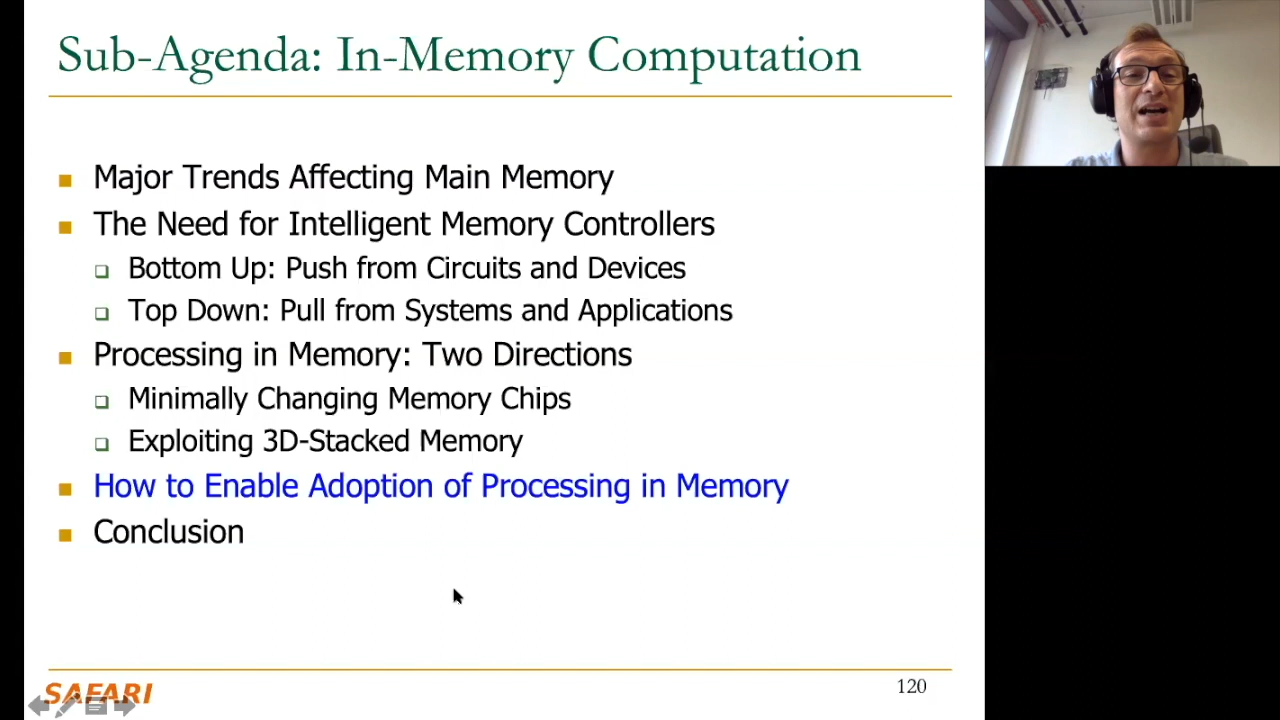 Sub-Agenda: In-Memory Computation
Major Trends Affecting Main Memory
The Need for Intelligent Memory Controllers
Bottom Up: Push from Circuits and Devices
Top Down: Pull from Systems and Applications
Processing in Memory: Two Directions
Minimally Changing Memory Chips
Exploiting 3D-Stacked Memory
How to Enable Adoption of Processing in Memory
Conclusion
SAFARI
120